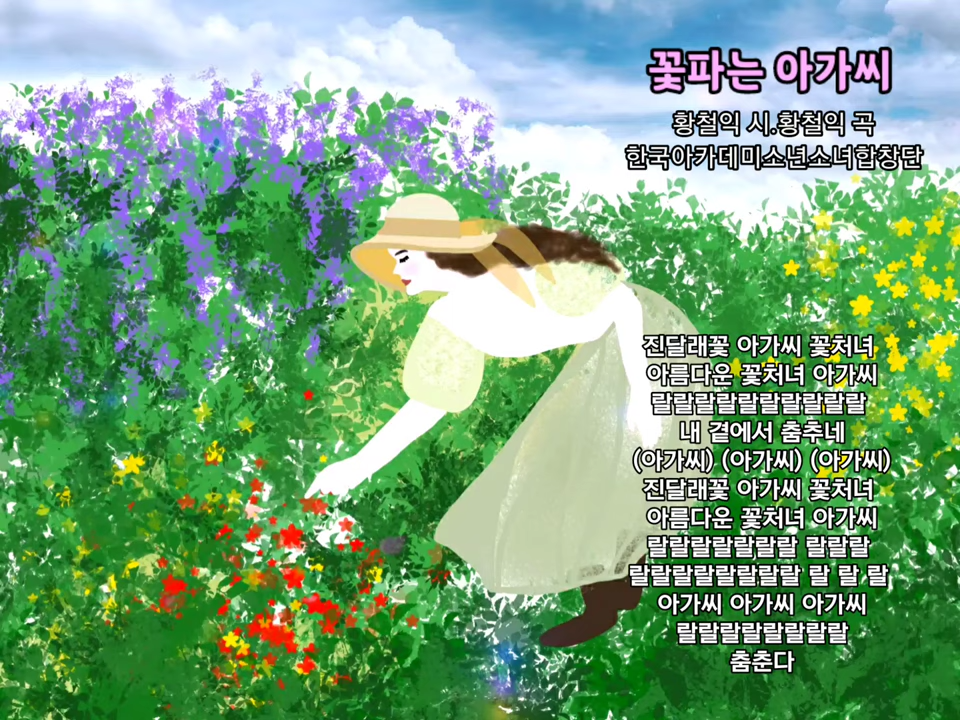 꽃파는 아가씨
황철익 시.황철익 곡
한국아카데미소년소녀합창단
진달래꽃 아가씨 꽃처녀
아름다운 꽃처녀 아가씨
랄랄랄랄랄랄랄랄랄랄
내 곁에서 춤추네
(아가씨) (아가씨) (아가씨)
진달래꽃 아가씨 꽃처녀
아름다운 꽃처녀 아가씨
랄랄랄랄랄랄랄 랄랄랄
랄랄랄랄랄랄랄랄 랄 랄 랄
아가씨 아가씨 아가씨
랄랄랄랄랄랄랄랄
춤춘다